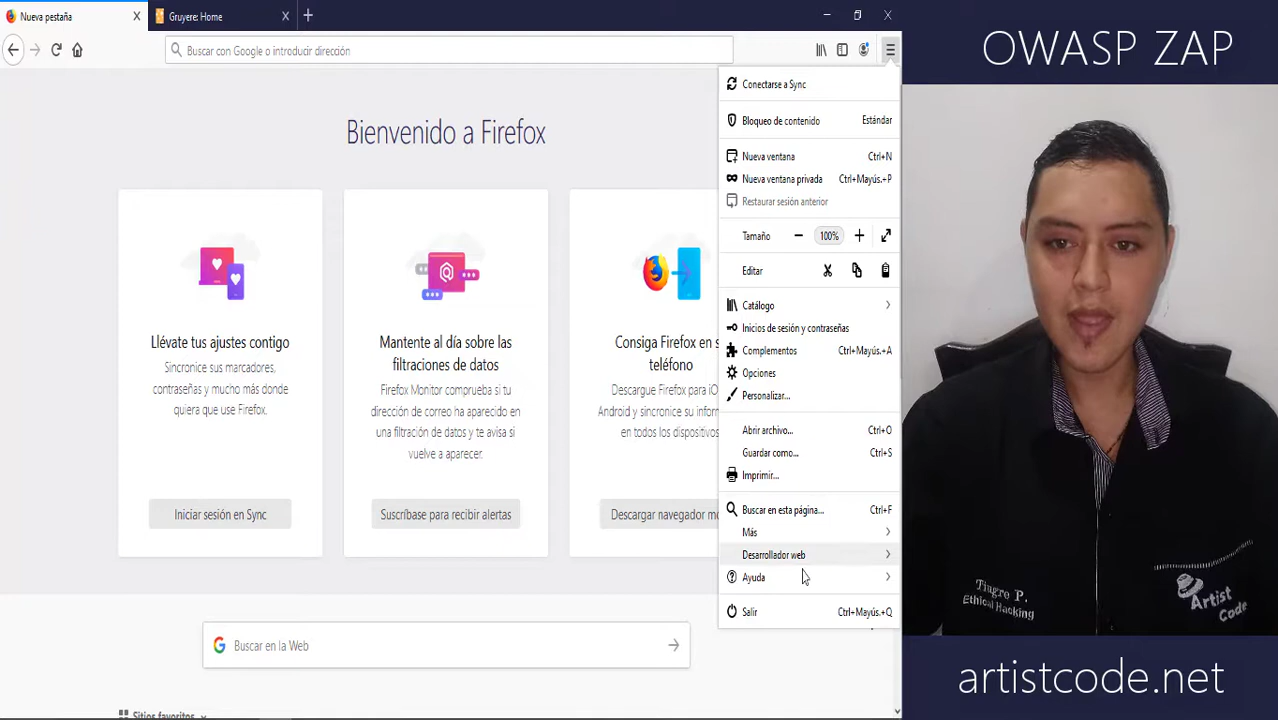 Nueva pestaña
Gruyere: Home
Buscar con Google o introducir dirección
OWASP ZAP
Conectarse a Sync
Bloqueo de contenido Estándar
Nueva ventana Ctrl+N
Nueva ventana privada Ctrl+Mayús.+P
Restaurar sesión anterior
Tamaño 100%
Editar
Catálogo
Inicios de sesión y contraseñas
Complementos Ctrl+Mayús.+A
Opciones
Personalizar...
Abrir archivo... Ctrl+O
Guardar como... Ctrl+S
Imprimir...
Buscar en esta página... Ctrl+F
Más
Desarrollador web
Ayuda
Salir Ctrl+Mayús.+Q
Bienvenido a Firefox
Llévate tus ajustes contigo
Sincronice sus marcadores,
contraseñas y mucho más donde
quiera que use Firefox.
Iniciar sesión en Sync
Mantente al día sobre las
filtraciones de datos
Firefox Monitor comprueba si tu
dirección de correo ha aparecido
en una filtración de datos y te avisa si
vuelve a aparecer.
Suscríbase para recibir alertas
Consiga Firefox en s
teléfono
Descargue Firefox para iO
Android y sincronice su inform
en todos los dispositivos
Descargar navegador mo
Buscar en la Web
Sitios favoritos
Tiugre P.
Ethical Hacking
Artist
Code
artistcode.net